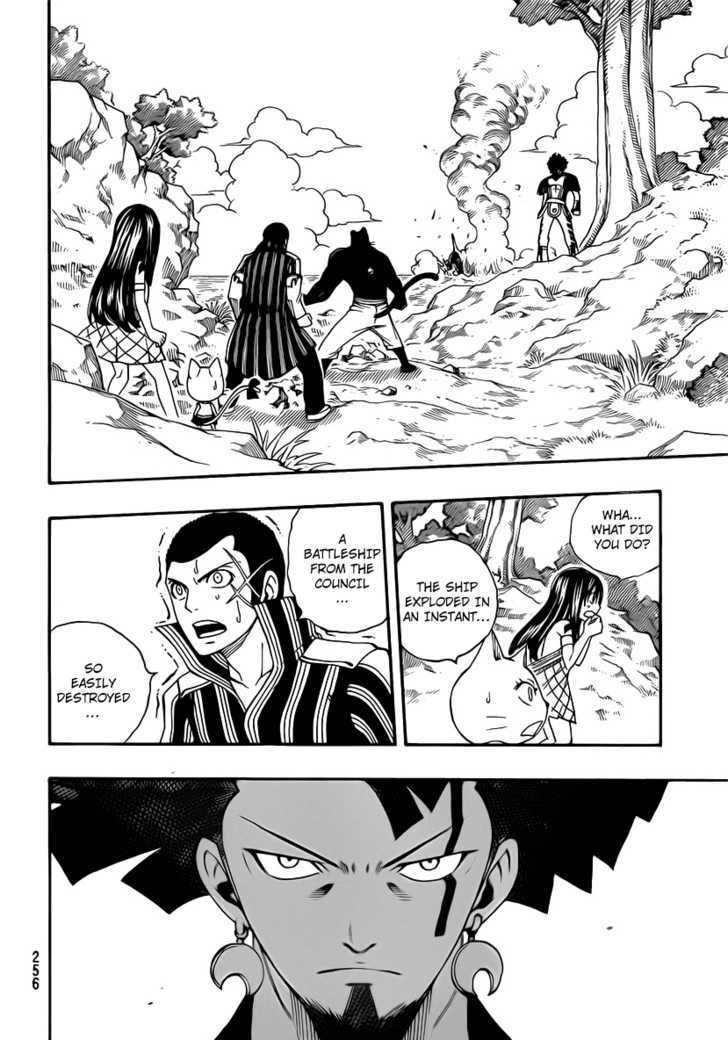 WHA...
WHAT DID
YOU DO?
THE SHIP
EXPLODED IN
AN INSTANT...
A
BATTLESHIP
FROM THE
COUNCIL
...
SO
EASILY
DESTROYED
...
256